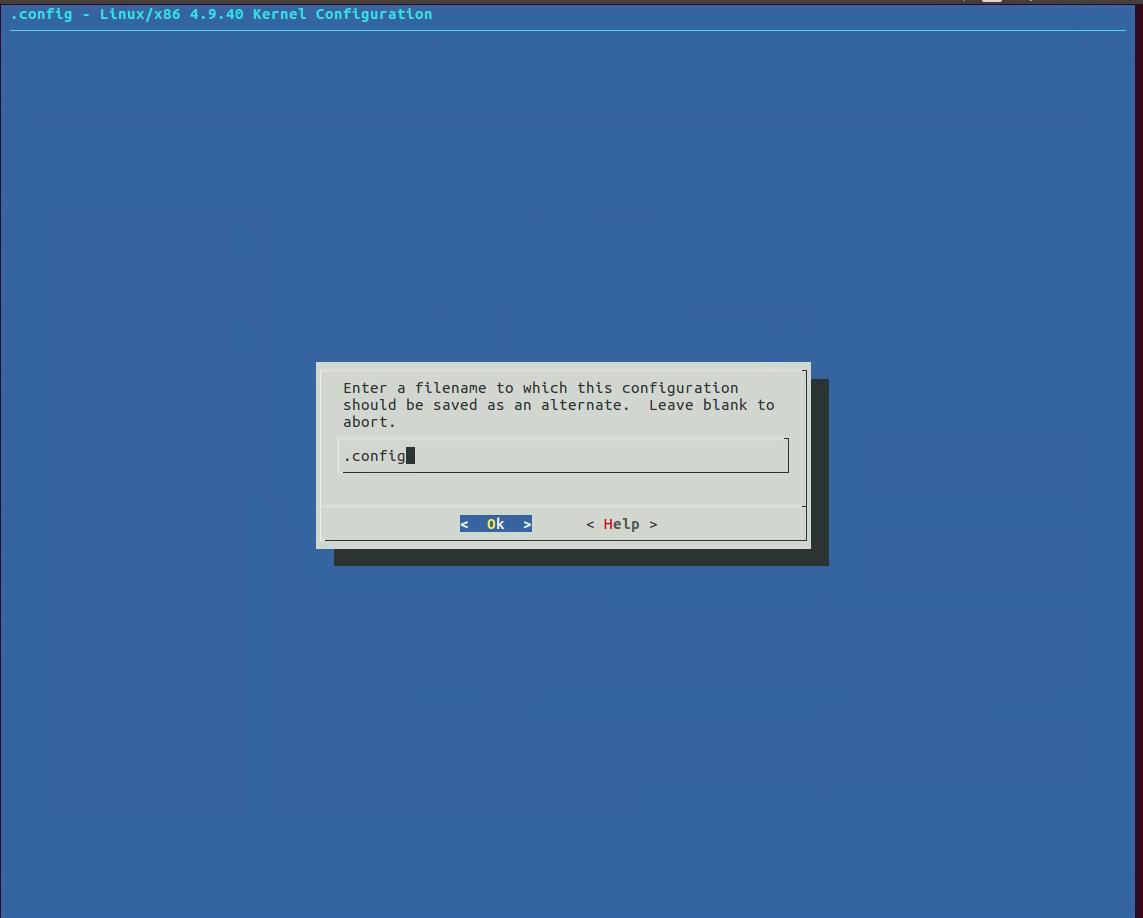 .config - Linux/x86 4.9.40 Kernel Configuration
Enter a filename to which this configuration
should be saved as an alternate.  Leave blank to
abort.
.config
<  Ok  >      < Help >